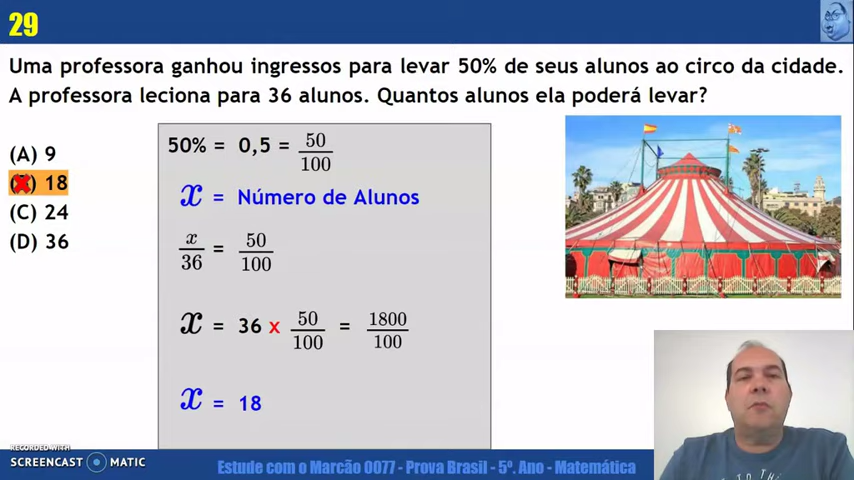 29
Uma professora ganhou ingressos para levar 50% de seus alunos ao circo da cidade.
A professora leciona para 36 alunos. Quantos alunos ela poderá levar?
(A) 9
18
(C) 24
(D) 36
50% = 0,5 = 50/100
x = Número de Alunos
x/36 = 50/100
x = 36 x 50/100 = 1800/100
x = 18
RECORDED WITH
SCREENCAST MATIC
Estude com o Marcão 0077 - Prova Brasil - 5º. Ano - Matemática